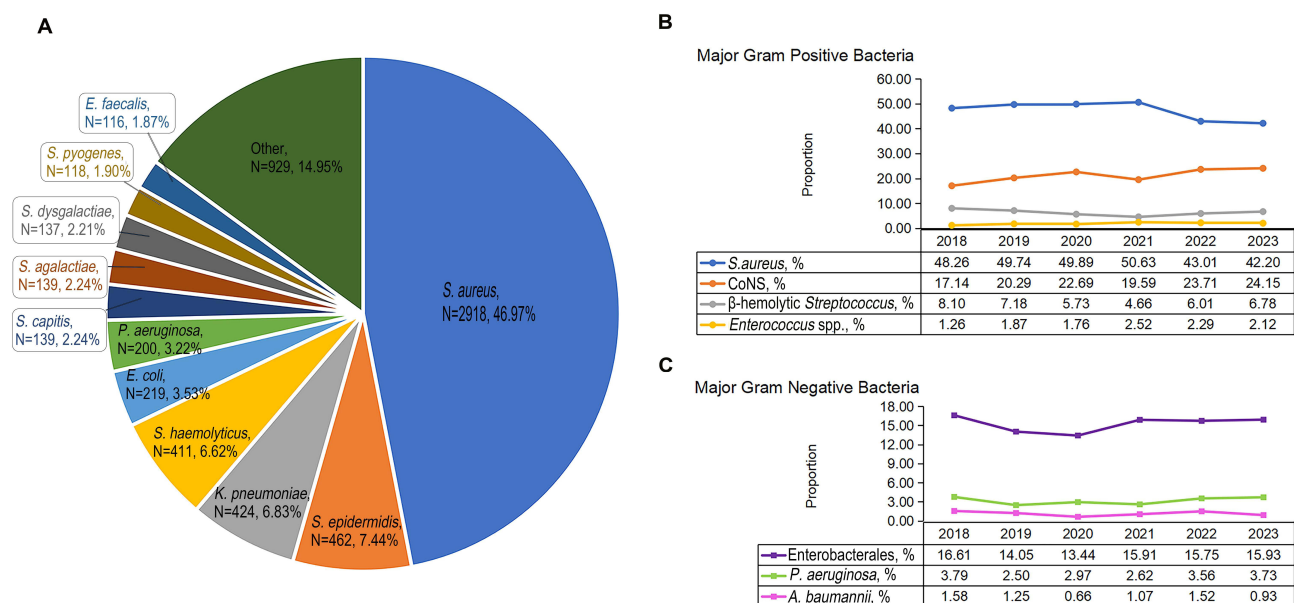 A
E. faecalis,
N=116, 1.87%
S. pyogenes,
N=118, 1.90%
S. dysgalactiae,
N=137, 2.21%
S. agalactiae,
N=139, 2.24%
S. capitis,
N=139, 2.24%
P. aeruginosa,
N=200, 3.22%
E. coli,
N=219, 3.53%
S. haemolyticus,
N=411, 6.62%
K. pneumoniae,
N=424, 6.83%
S. epidermidis,
N=462, 7.44%
S. aureus,
N=2918, 46.97%
Other,
N=929, 14.95%
B
Major Gram Positive Bacteria
Proportion
60.00
50.00
40.00
30.00
20.00
10.00
0.00
2018 2019 2020 2021 2022 2023
S.aureus, % 48.26 49.74 49.89 50.63 43.01 42.20
CoNS, % 17.14 20.29 22.69 19.59 23.71 24.15
β-hemolytic Streptococcus, % 8.10 7.18 5.73 4.66 6.01 6.78
Enterococcus spp., % 1.26 1.87 1.76 2.52 2.29 2.12
C
Major Gram Negative Bacteria
Proportion
18.00
15.00
12.00
9.00
6.00
3.00
0.00
2018 2019 2020 2021 2022 2023
Enterobacterales, % 16.61 14.05 13.44 15.91 15.75 15.93
P. aeruginosa, % 3.79 2.50 2.97 2.62 3.56 3.73
A. baumannii, % 1.58 1.25 0.66 1.07 1.52 0.93